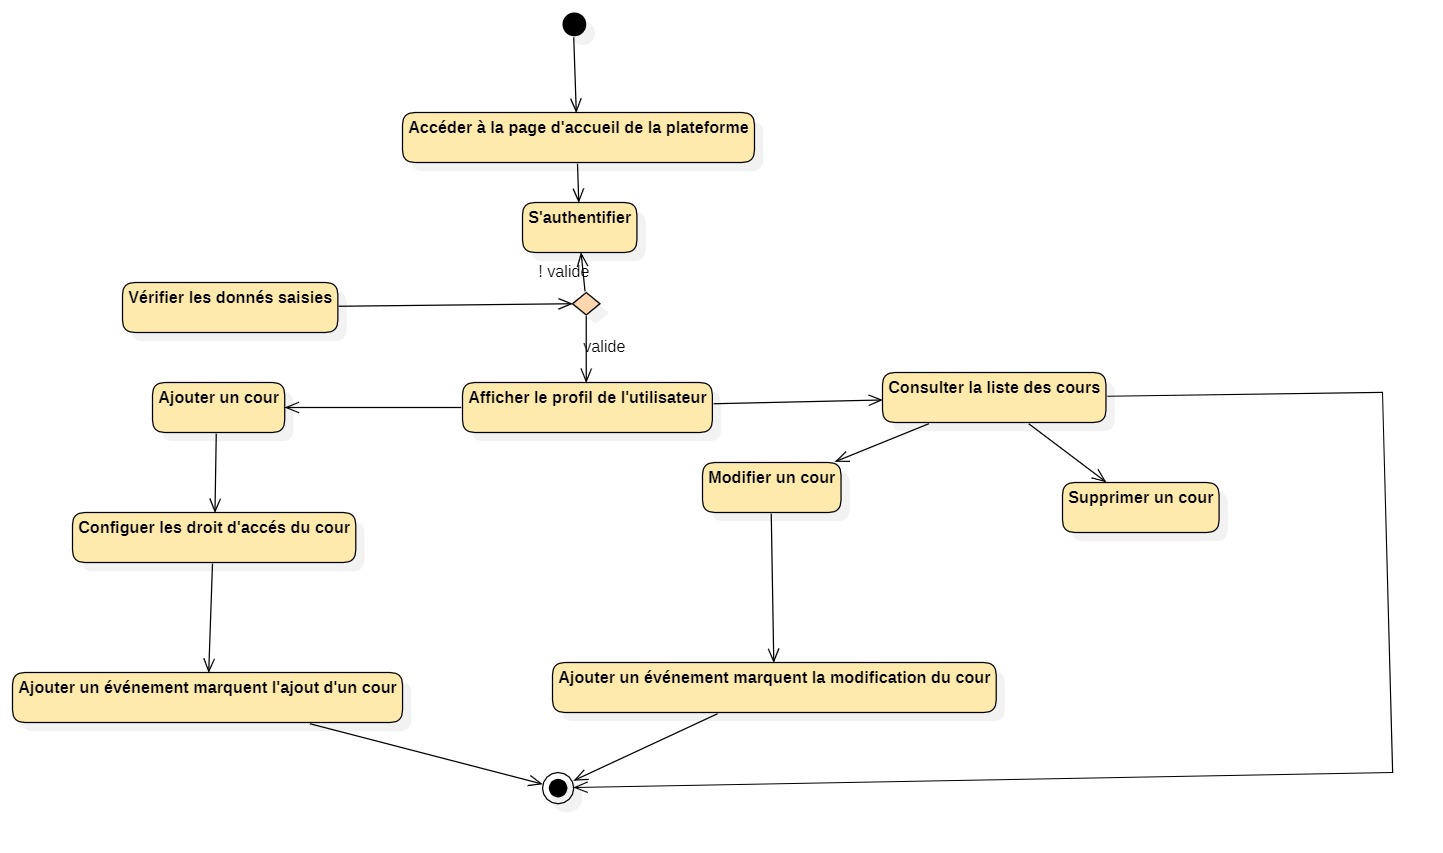 Accéder à la page d'accueil de la plateforme
S'authentifier
! valide
Vérifier les donnés saisies
valide
Ajouter un cour
Afficher le profil de l'utilisateur
Consulter la liste des cours
Modifier un cour
Supprimer un cour
Configuer les droit d'accés du cour
Ajouter un événement marquent l'ajout d'un cour
Ajouter un événement marquent la modification du cour